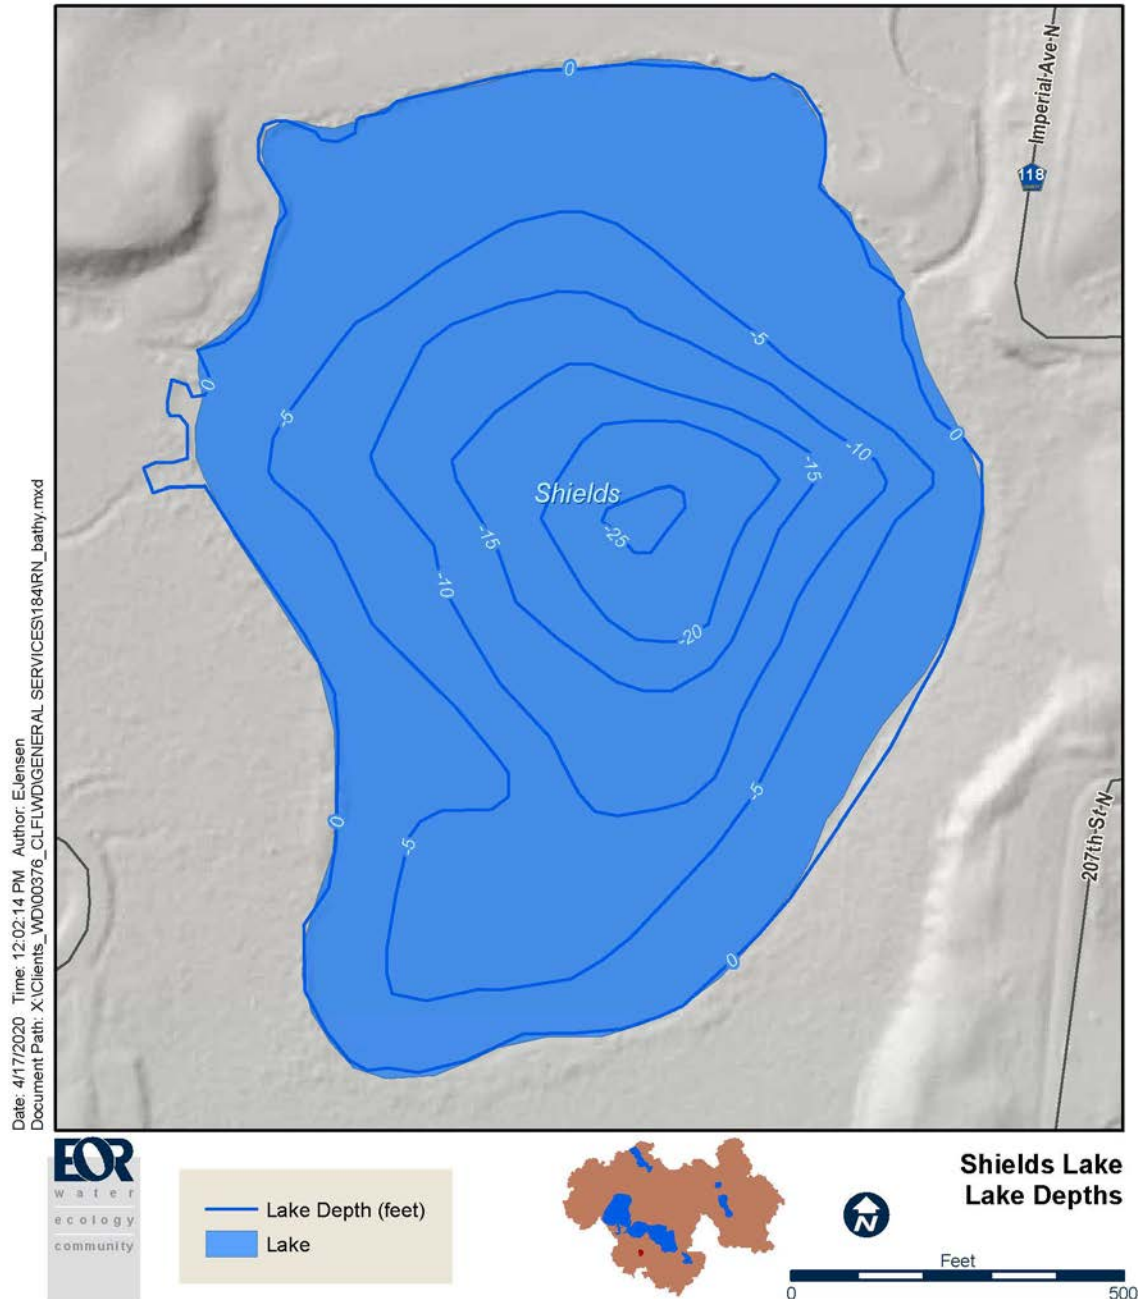 0
Imperial-Ave-N
118
-5
0
-5
0
-10
-15
Shields
-25
-15
-10
-20
-5
0
-5
207th-St-N
0
Date: 4/17/2020 Time: 12:02:14 PM Author: EJensen
Document Path: X:\Clients_WD\00376_CLFLWD\GENERAL SERVICES\184\RN_bathy.mxd
EOR
water
ecology
community
Lake Depth (feet)
Lake
N
Shields Lake
Lake Depths
Feet
0 500